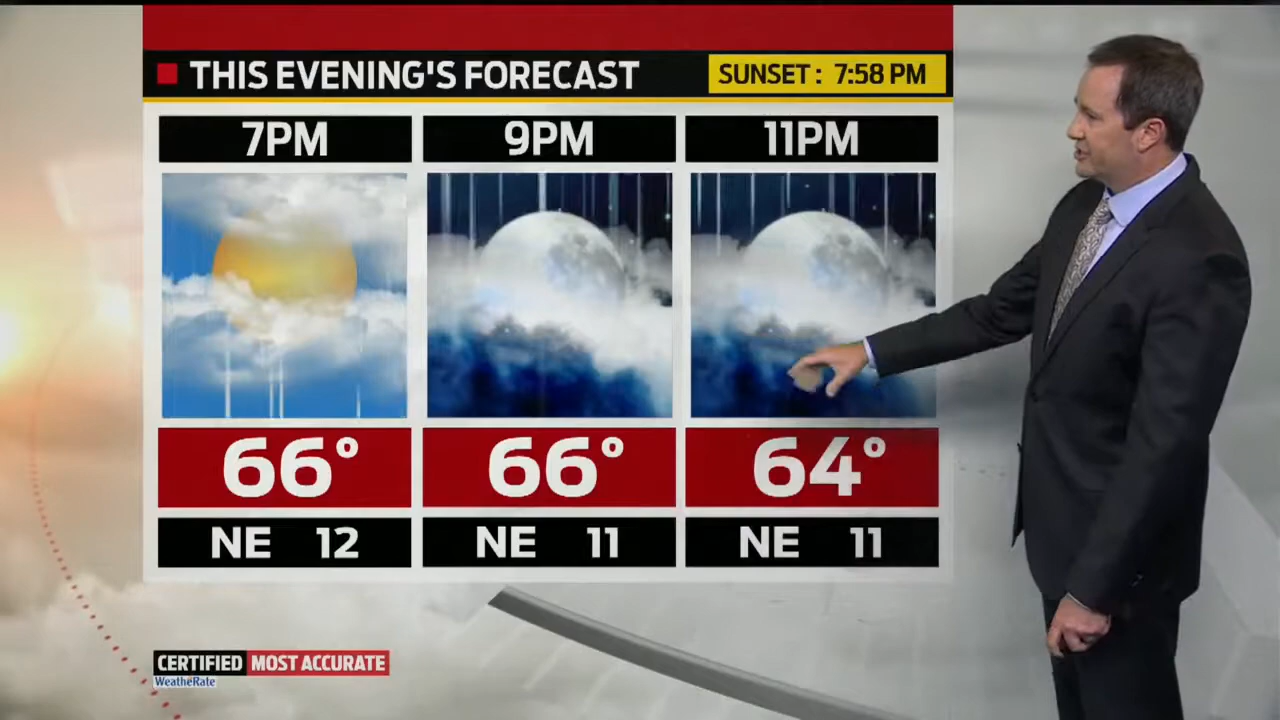 THIS EVENING'S FORECAST
SUNSET : 7:58 PM
7PM 9PM 11PM
66° 66° 64°
NE 12 NE 11 NE 11
CERTIFIED MOST ACCURATE
WeatheRate